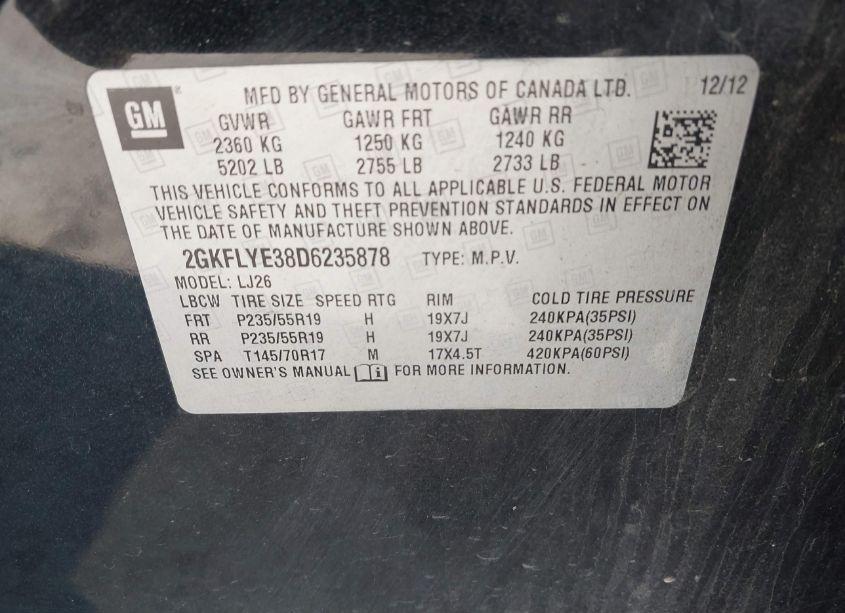 GM
MFD BY GENERAL MOTORS OF CANADA LTD. 12/12
GVWR GAWR FRT GAWR RR
2360 KG 1250 KG 1240 KG
5202 LB 2755 LB 2733 LB
THIS VEHICLE CONFORMS TO ALL APPLICABLE U.S. FEDERAL MOTOR
VEHICLE SAFETY AND THEFT PREVENTION STANDARDS IN EFFECT ON
THE DATE OF MANUFACTURE SHOWN ABOVE.
2GKFLYE38D6235878 TYPE: M.P.V.
MODEL: LJ26
LBCW TIRE SIZE SPEED RTG RIM COLD TIRE PRESSURE
FRT P235/55R19 H 19X7J 240KPA(35PSI)
RR P235/55R19 H 19X7J 240KPA(35PSI)
SPA T145/70R17 M 17X4.5T 420KPA(60PSI)
SEE OWNER'S MANUAL FOR MORE INFORMATION.